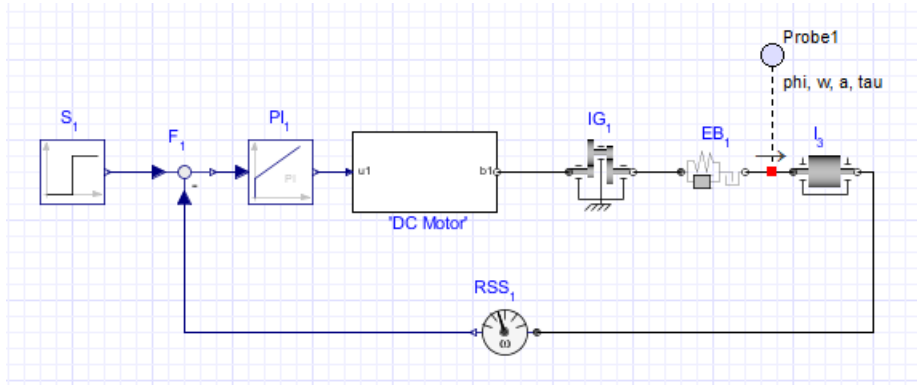 Probe1
phi, w, a, tau
S1
F1
PI1
IG1
EB1
I3
PI
u1
b1
-
'DC Motor'
RSS1
ω